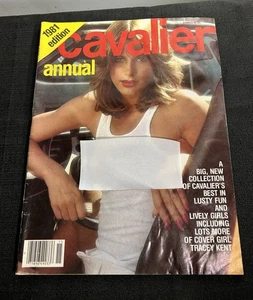 1981
edition
cavalier
annual
A
BIG, NEW
COLLECTION
OF CAVALIER'S
BEST IN
LUSTY FUN
AND
LIVELY GIRLS
INCLUDING
LOTS MORE
OF COVER GIRL
TRACEY KENT